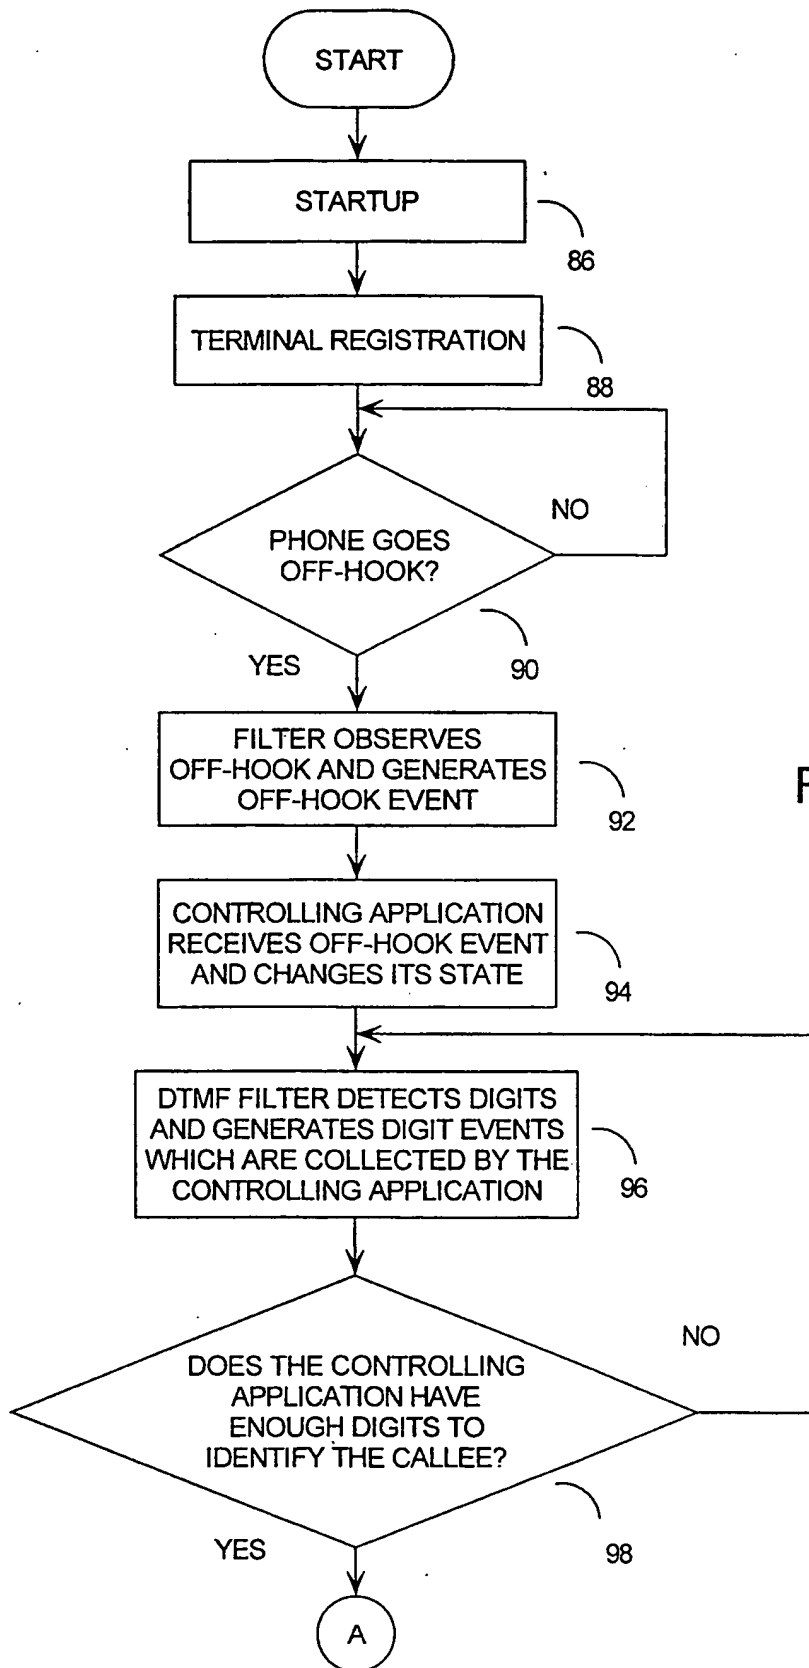 START
STARTUP
86
TERMINAL REGISTRATION
88
NO
PHONE GOES
OFF-HOOK?
YES
90
FILTER OBSERVES
OFF-HOOK AND GENERATES
OFF-HOOK EVENT
92
CONTROLLING APPLICATION
RECEIVES OFF-HOOK EVENT
AND CHANGES ITS STATE
94
DTMF FILTER DETECTS DIGITS
AND GENERATES DIGIT EVENTS
WHICH ARE COLLECTED BY THE
CONTROLLING APPLICATION
96
NO
DOES THE CONTROLLING
APPLICATION HAVE
ENOUGH DIGITS TO
IDENTIFY THE CALLEE?
YES
98
A